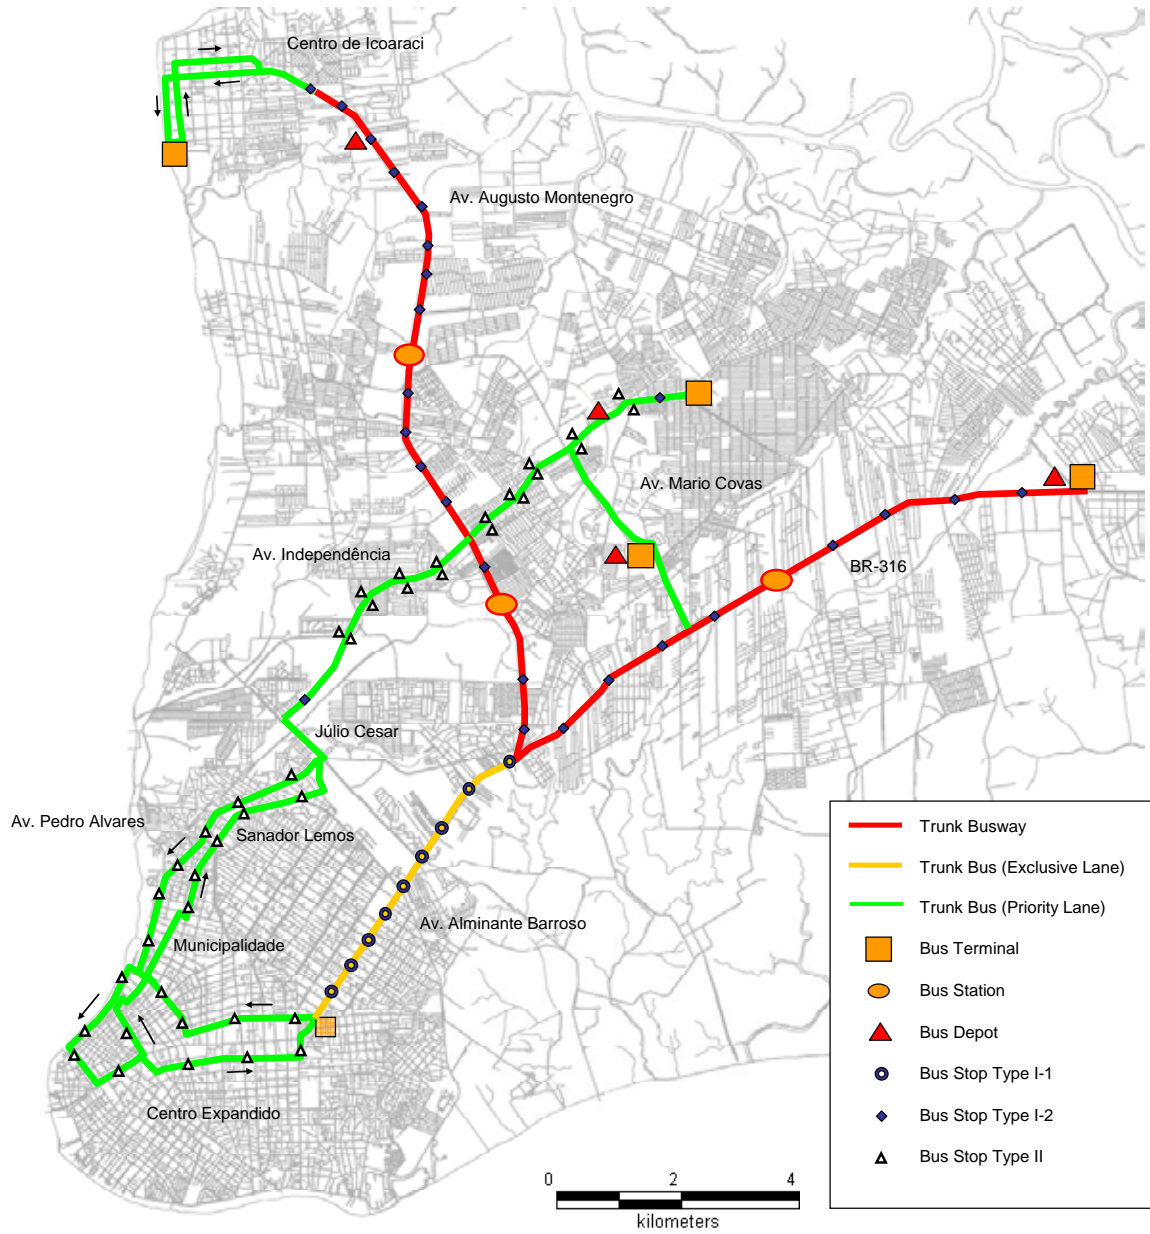 Centro de Icoaraci
Av. Augusto Montenegro
Av. Mario Covas
Av. Independência
BR-316
Júlio Cesar
Av. Pedro Alvares
Sanador Lemos
Av. Alminante Barroso
Municipalidade
Centro Expandido
Trunk Busway
Trunk Bus (Exclusive Lane)
Trunk Bus (Priority Lane)
Bus Terminal
Bus Station
Bus Depot
Bus Stop Type I-1
Bus Stop Type I-2
Bus Stop Type II
0 2 4
kilometers